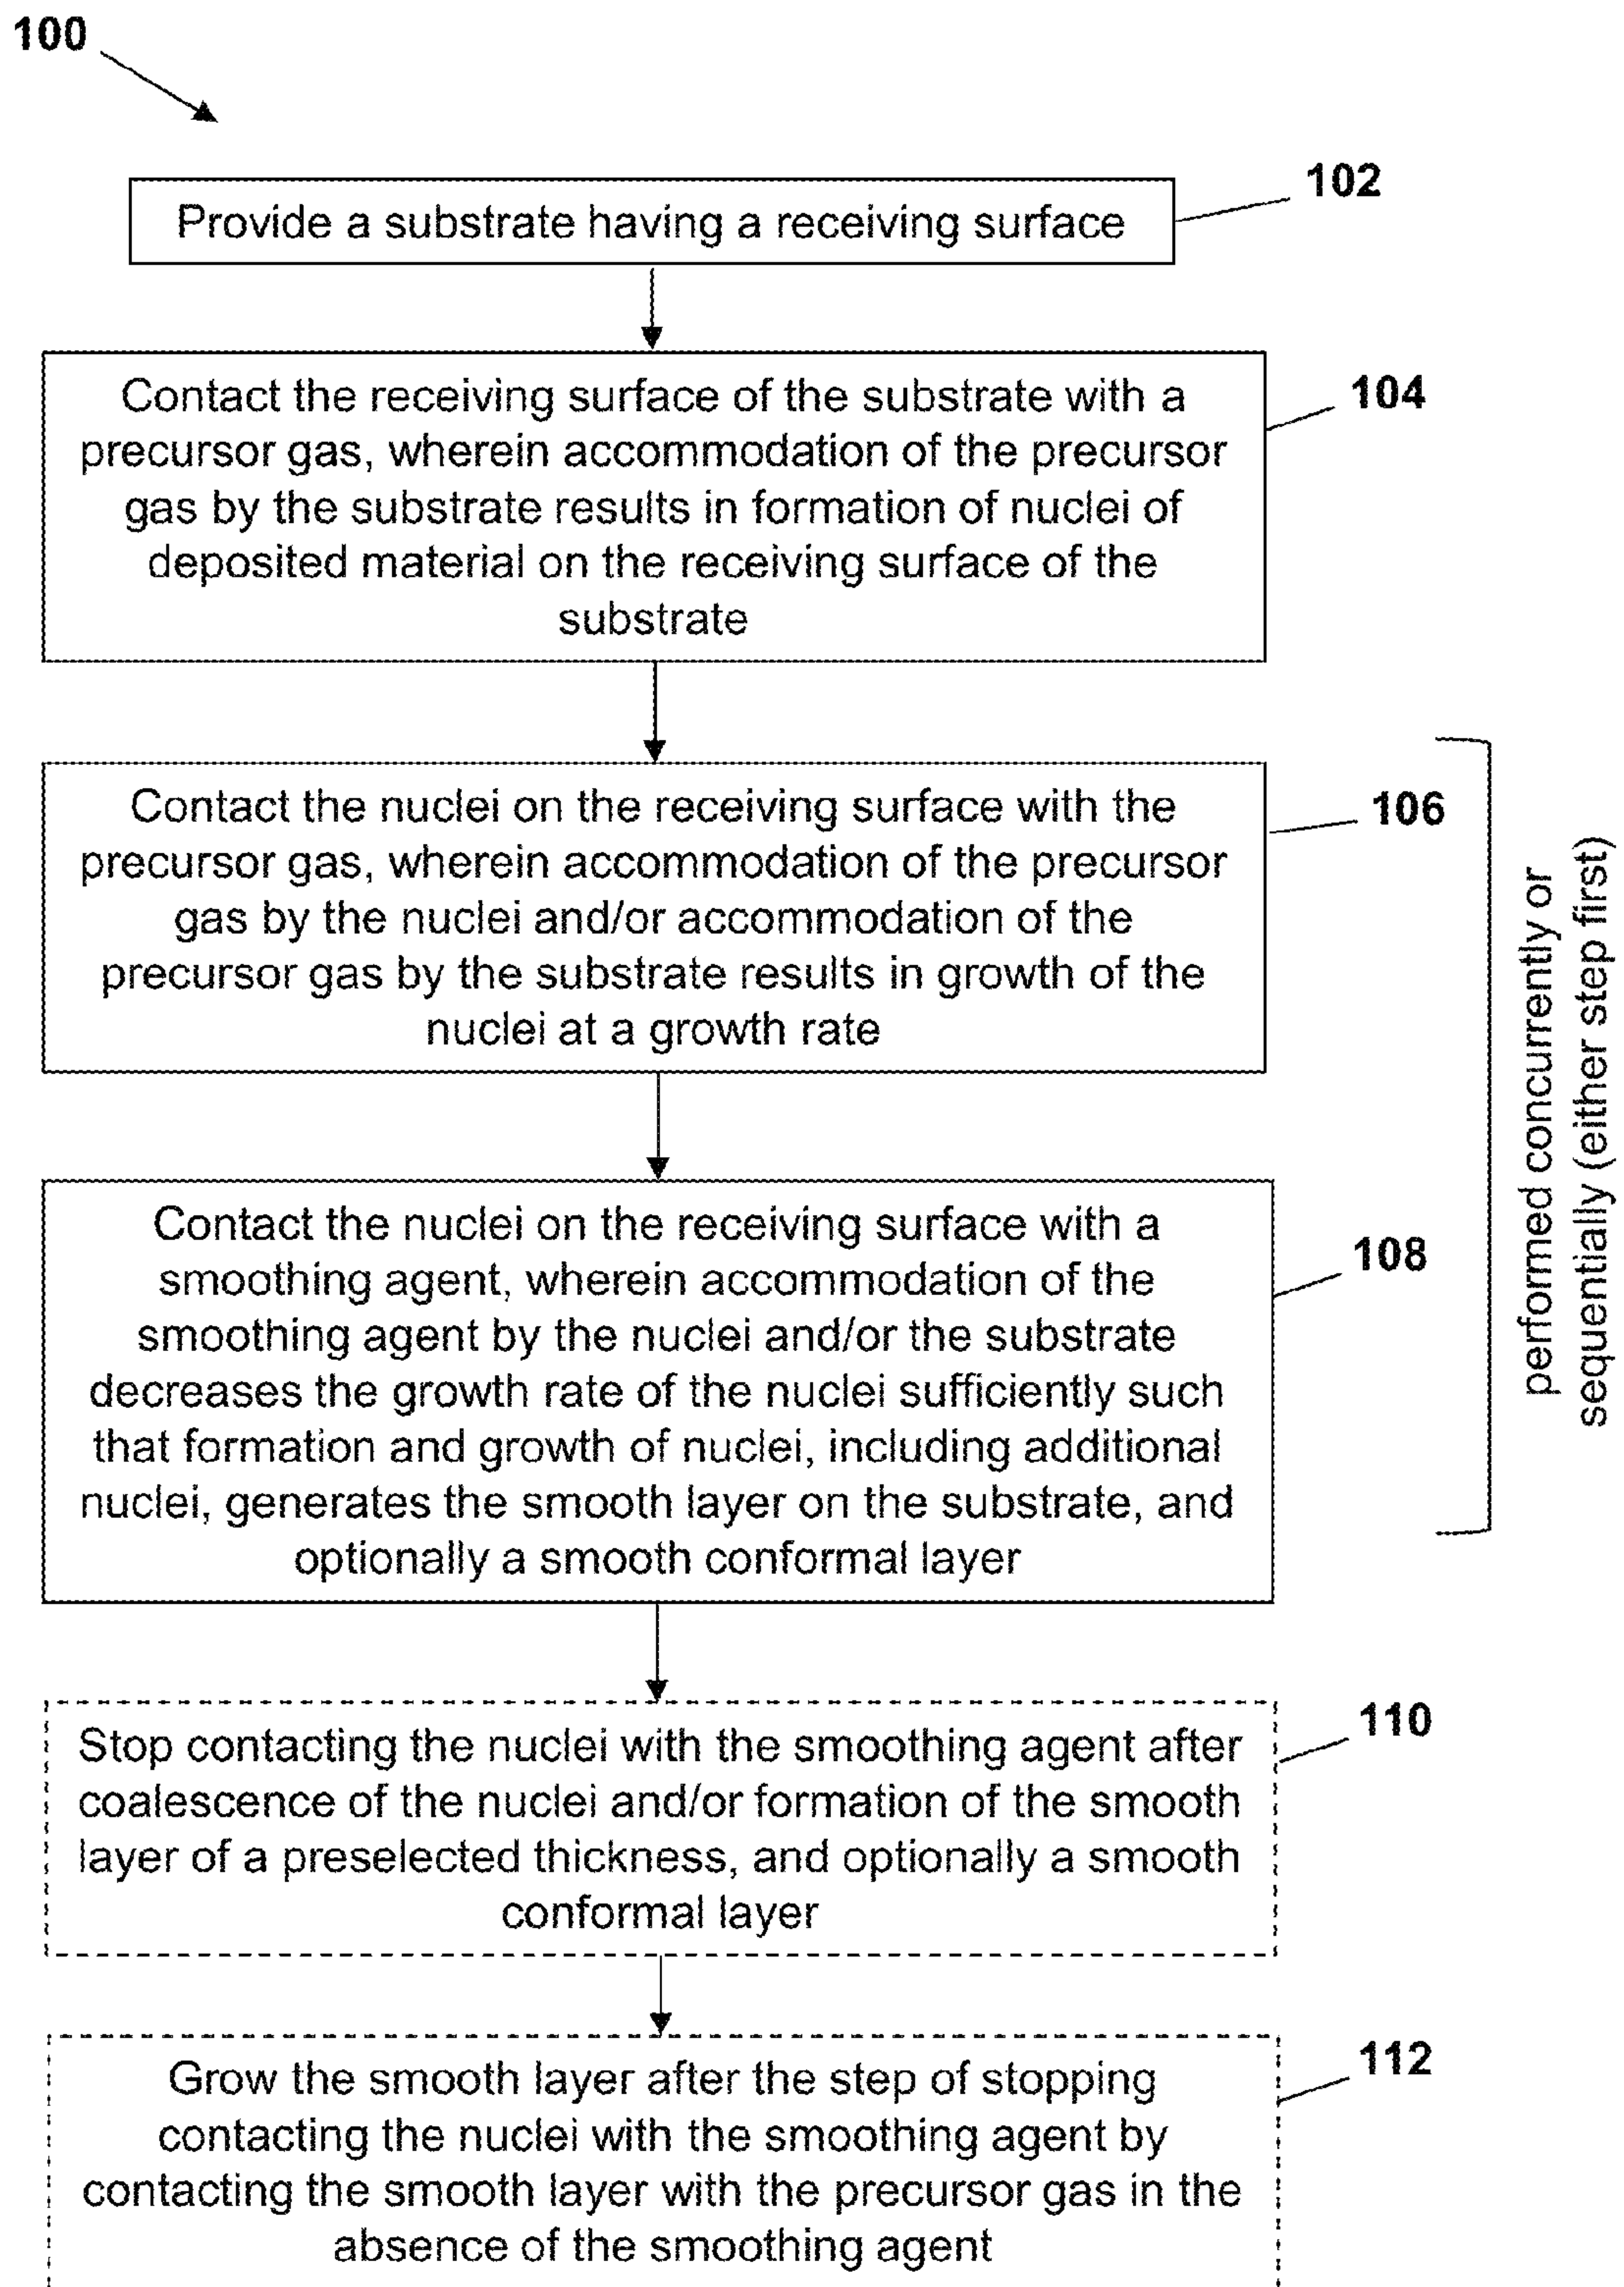 100
102
Provide a substrate having a receiving surface
104
Contact the receiving surface of the substrate with a
precursor gas, wherein accommodation of the precursor
gas by the substrate results in formation of nuclei of
deposited material on the receiving surface of the
substrate
106
Contact the nuclei on the receiving surface with the
precursor gas, wherein accommodation of the precursor
gas by the nuclei and/or accommodation of the
precursor gas by the substrate results in growth of the
nuclei at a growth rate
performed concurrently or
sequentially (either step first)
108
Contact the nuclei on the receiving surface with a
smoothing agent, wherein accommodation of the
smoothing agent by the nuclei and/or the substrate
decreases the growth rate of the nuclei sufficiently such
that formation and growth of nuclei, including additional
nuclei, generates the smooth layer on the substrate, and
optionally a smooth conformal layer
110
Stop contacting the nuclei with the smoothing agent after
coalescence of the nuclei and/or formation of the smooth
layer of a preselected thickness, and optionally a smooth
conformal layer
112
Grow the smooth layer after the step of stopping
contacting the nuclei with the smoothing agent by
contacting the smooth layer with the precursor gas in the
absence of the smoothing agent